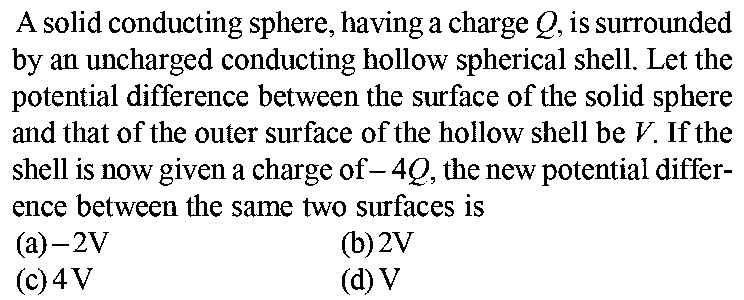 A solid conducting sphere, having a charge Q, is surrounded
by an uncharged conducting hollow spherical shell. Let the
potential difference between the surface of the solid sphere
and that of the outer surface of the hollow shell be V. If the
shell is now given a charge of – 4Q, the new potential differ-
ence between the same two surfaces is
(a) – 2V (b) 2V
(c) 4 V (d) V